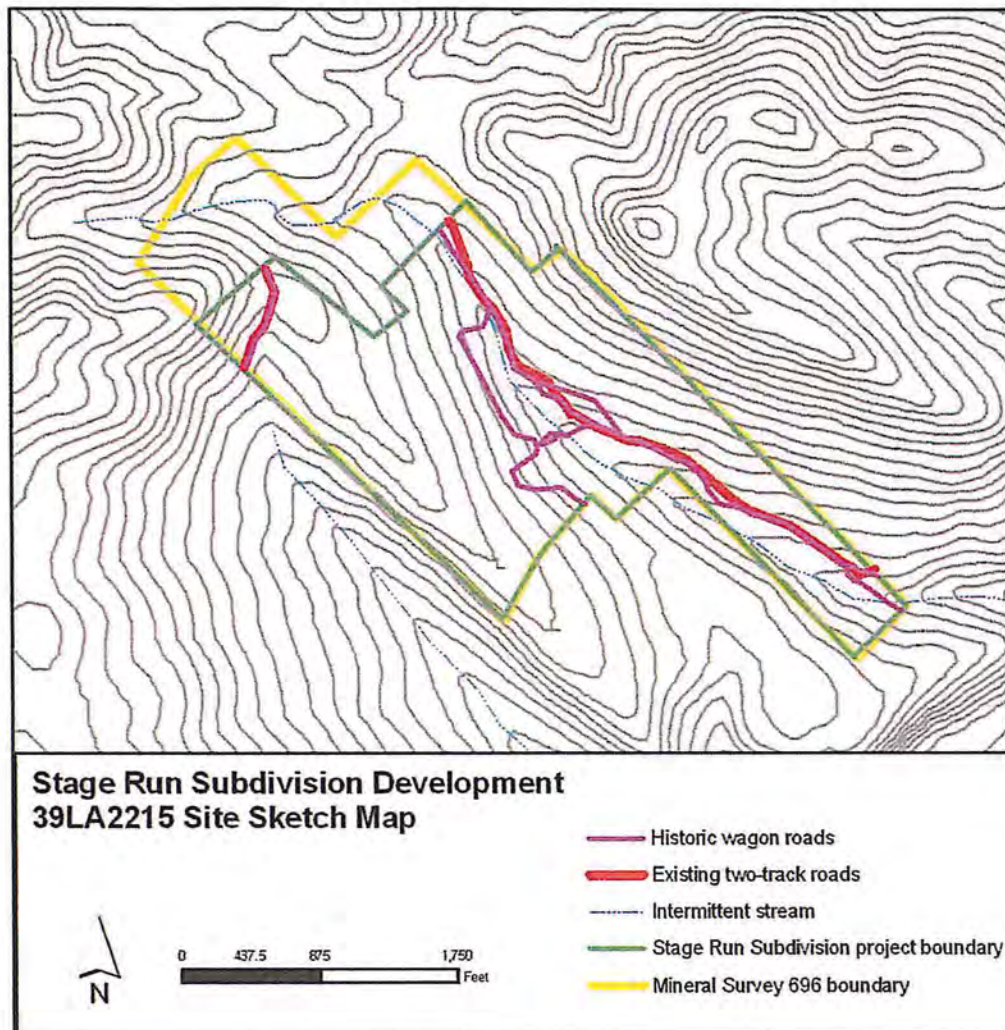 Stage Run Subdivision Development
39LA2215 Site Sketch Map
N
0 437.5 875 1,750
Feet
Historic wagon roads
Existing two-track roads
Intermittent stream
Stage Run Subdivision project boundary
Mineral Survey 696 boundary